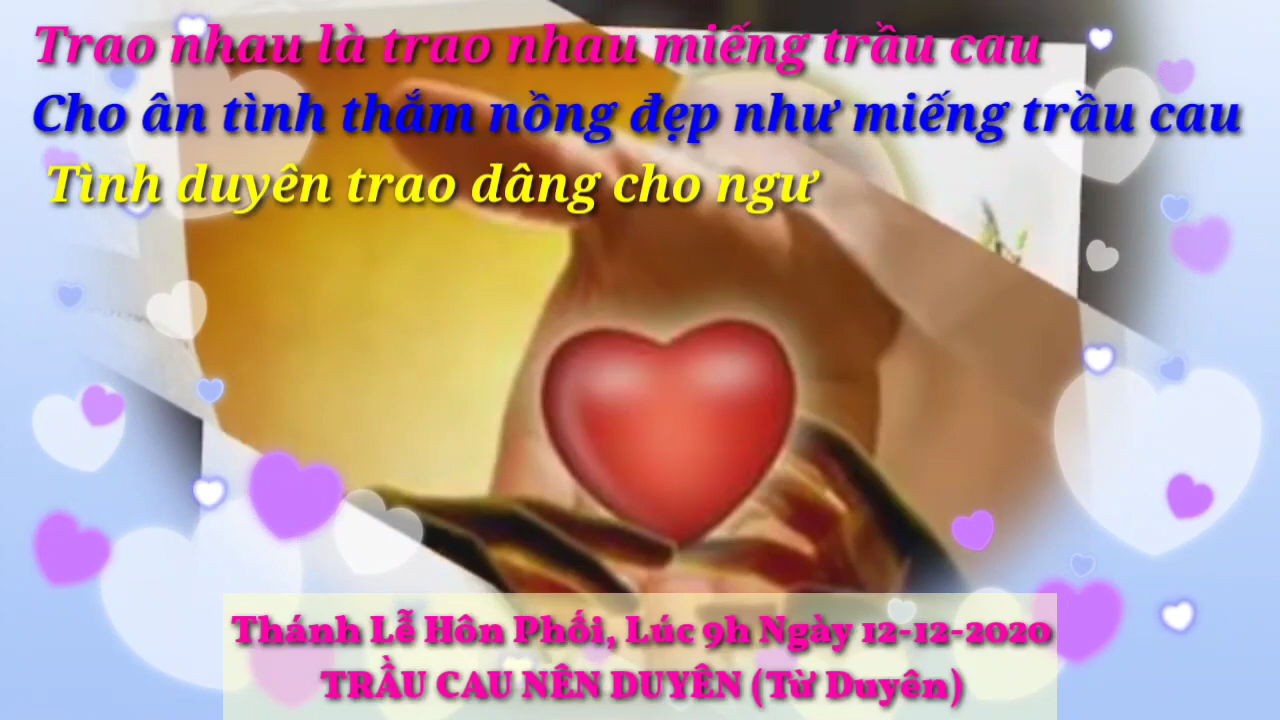 Trao nhau là trao nhau miếng trầu cau
Cho ân tình thắm nồng đẹp như miếng trầu cau
Tình duyên trao dâng cho ngư
Thánh Lễ Hôn Phối, Lúc 9h Ngày 12-12-2020
TRẦU CAU NÊN DUYÊN (Từ Duyên)